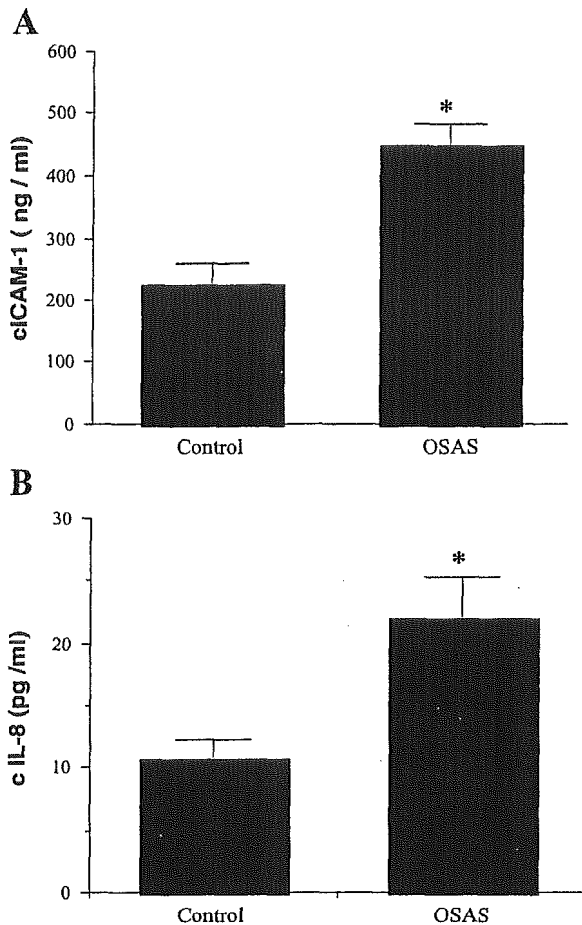 A
600
500
400
300
200
100
0
ciCAM-1 ( ng / ml)
*
Control
OSAS
B
30
20
10
0
c IL-8 (pg /ml)
*
Control
OSAS